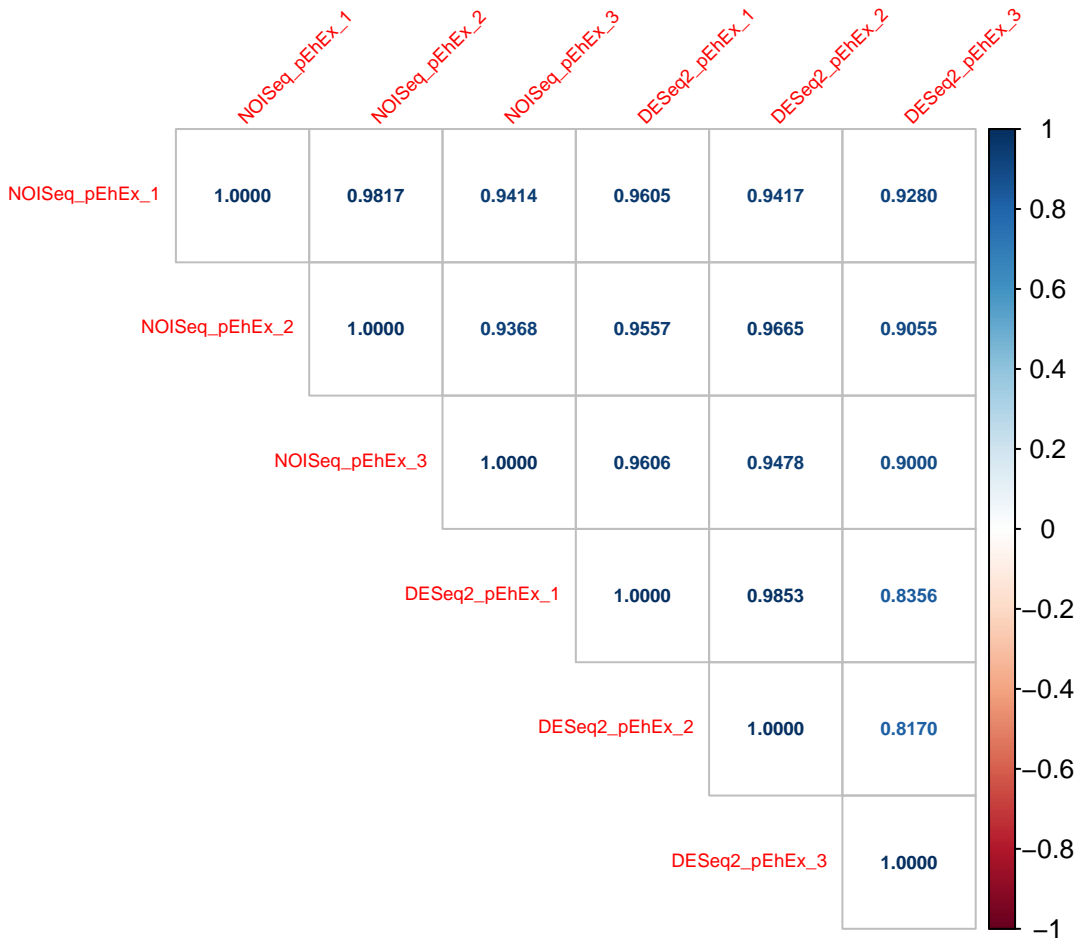 NOISeq_pEhEx_1
NOISeq_pEhEx_2
NOISeq_pEhEx_3
DESeq2_pEhEx_1
DESeq2_pEhEx_2
DESeq2_pEhEx_3
NOISeq_pEhEx_1 1.0000 0.9817 0.9414 0.9605 0.9417 0.9280
NOISeq_pEhEx_2 1.0000 0.9368 0.9557 0.9665 0.9055
NOISeq_pEhEx_3 1.0000 0.9606 0.9478 0.9000
DESeq2_pEhEx_1 1.0000 0.9853 0.8356
DESeq2_pEhEx_2 1.0000 0.8170
DESeq2_pEhEx_3 1.0000
1
0.8
0.6
0.4
0.2
0
−0.2
−0.4
−0.6
−0.8
−1